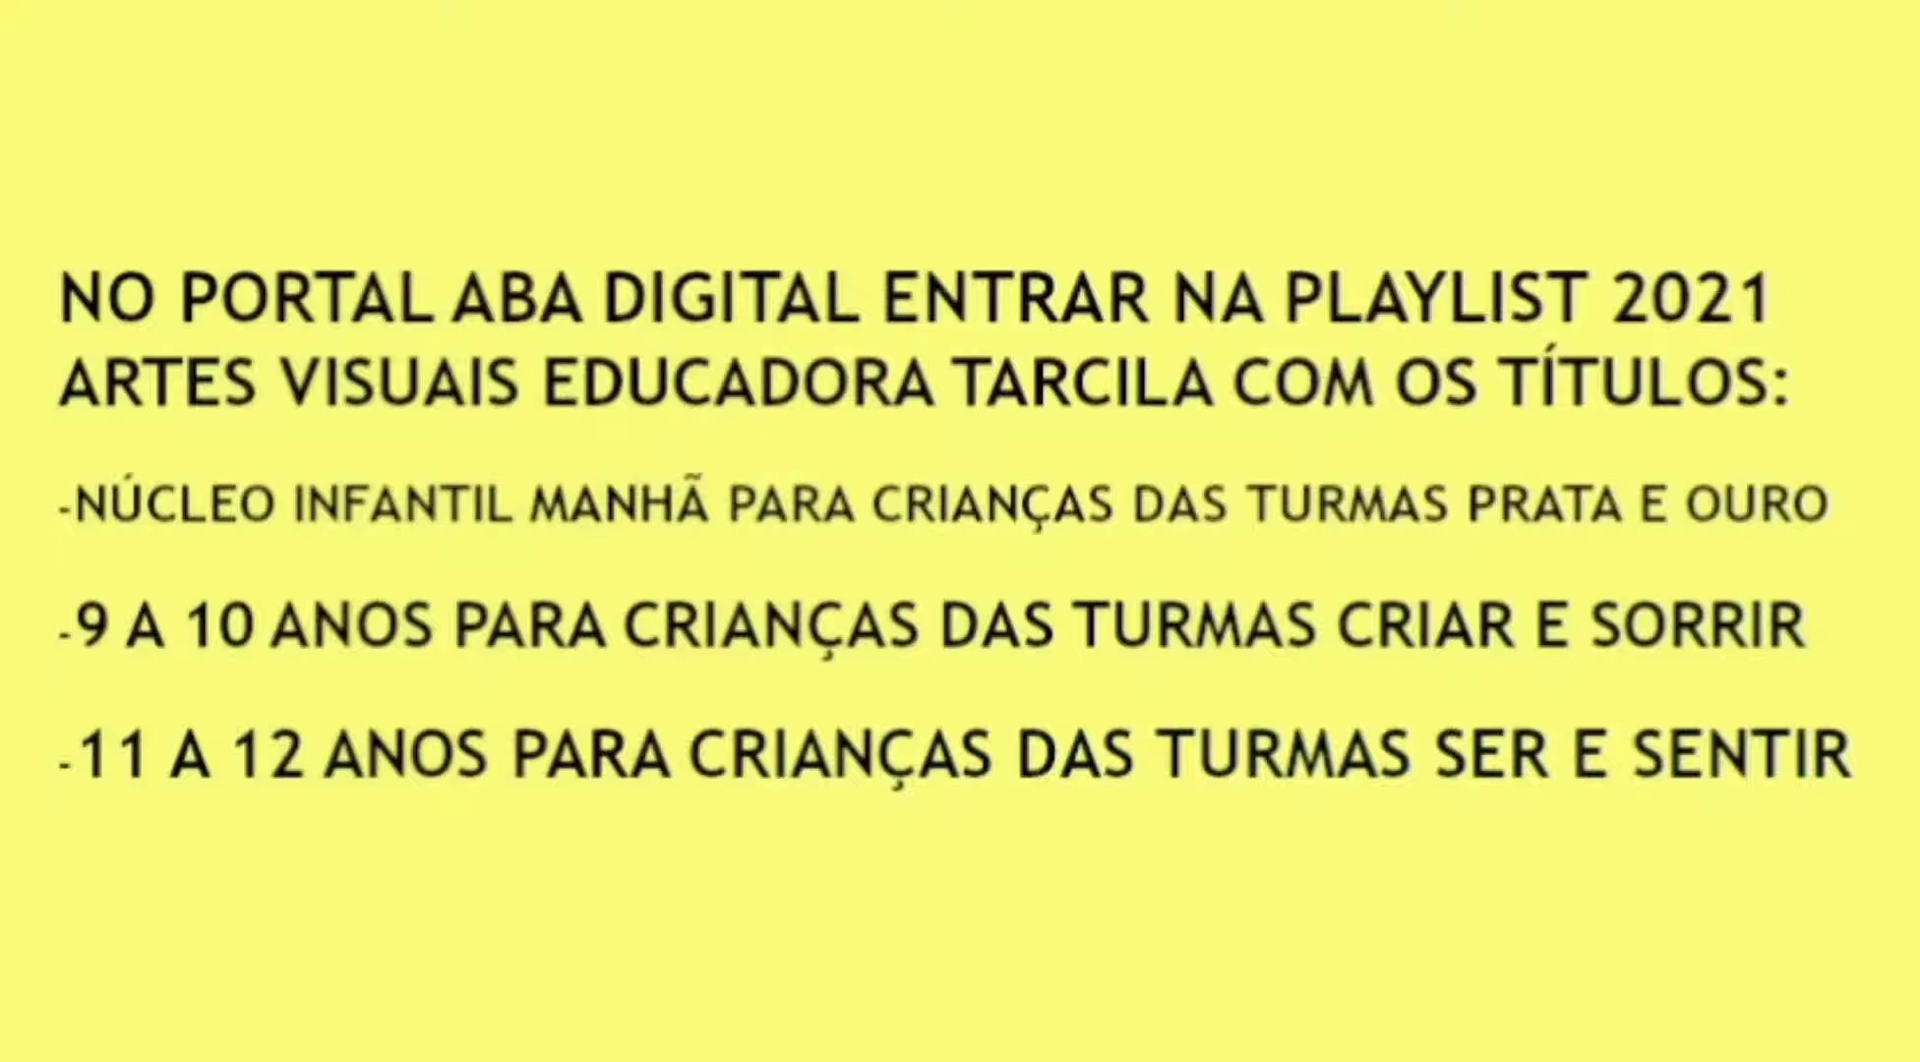 NO PORTAL ABA DIGITAL ENTRAR NA PLAYLIST 2021
ARTES VISUAIS EDUCADORA TARCILA COM OS TÍTULOS:
-NÚCLEO INFANTIL MANHÃ PARA CRIANÇAS DAS TURMAS PRATA E OURO
-9 A 10 ANOS PARA CRIANÇAS DAS TURMAS CRIAR E SORRIR
-11 A 12 ANOS PARA CRIANÇAS DAS TURMAS SER E SENTIR